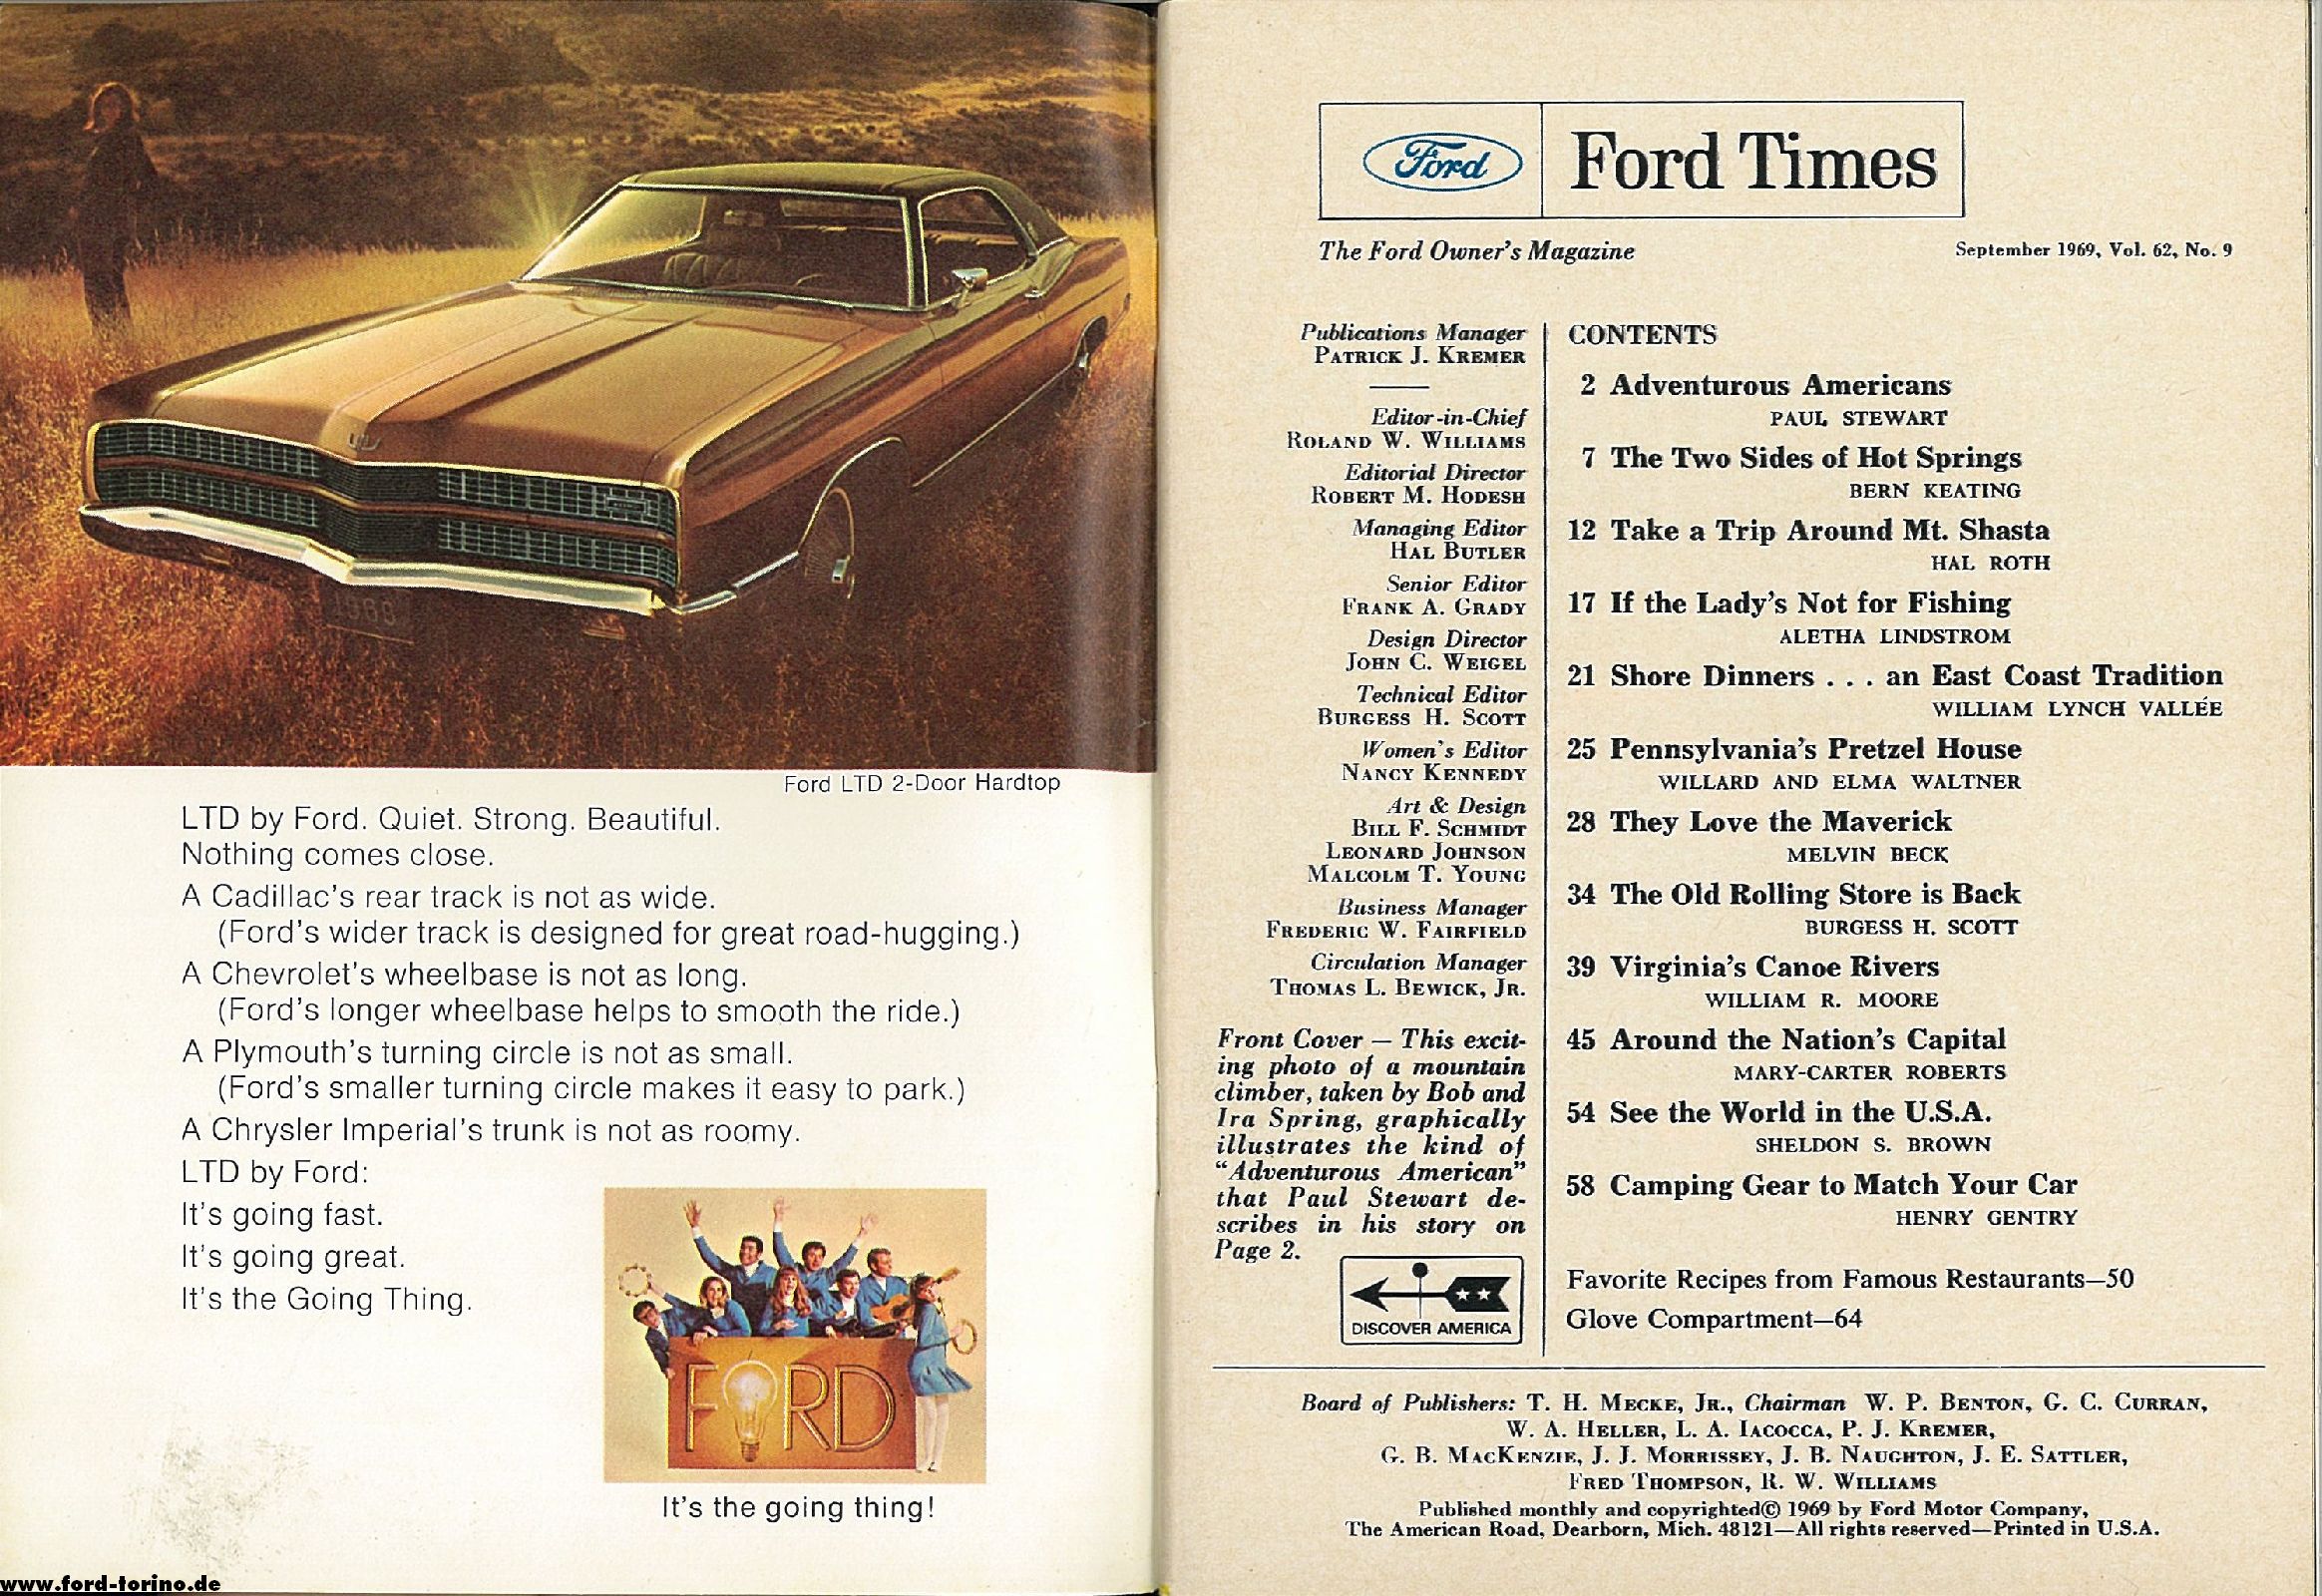 1969
Ford LTD 2-Door Hardtop
LTD by Ford. Quiet. Strong. Beautiful.
Nothing comes close.
A Cadillac's rear track is not as wide.
(Ford's wider track is designed for great road-hugging.)
A Chevrolet's wheelbase is not as long.
(Ford's longer wheelbase helps to smooth the ride.)
A Plymouth's turning circle is not as small.
(Ford's smaller turning circle makes it easy to park.)
A Chrysler Imperial's trunk is not as roomy.
LTD by Ford:
It's going fast.
It's going great.
It's the Going Thing.
FORD
It's the going thing!
www.ford-torino.de
Ford
Ford Times
The Ford Owner's Magazine
September 1969, Vol. 62, No. 9
Publications Manager
PATRICK J. KREMER
Editor-in-Chief
ROLAND W. WILLIAMS
Editorial Director
ROBERT M. HODESH
Managing Editor
HAL BUTLER
Senior Editor
FRANK A. GRADY
Design Director
JOHN C. WEIGEL
Technical Editor
BURGESS H. SCOTT
Women's Editor
NANCY KENNEDY
Art & Design
BILL F. SCHMIDT
LEONARD JOHNSON
MALCOLM T. YOUNG
Business Manager
FREDERIC W. FAIRFIELD
Circulation Manager
THOMAS L. BEWICK, JR.
Front Cover — This excit-
ing photo of a mountain
climber, taken by Bob and
Ira Spring, graphically
illustrates the kind of
“Adventurous American”
that Paul Stewart de-
scribes in his story on
Page 2.
DISCOVER AMERICA
CONTENTS
2 Adventurous Americans
PAUL STEWART
7 The Two Sides of Hot Springs
BERN KEATING
12 Take a Trip Around Mt. Shasta
HAL ROTH
17 If the Lady's Not for Fishing
ALETHA LINDSTROM
21 Shore Dinners . . . an East Coast Tradition
WILLIAM LYNCH VALLÉE
25 Pennsylvania's Pretzel House
WILLARD AND ELMA WALTNER
28 They Love the Maverick
MELVIN BECK
34 The Old Rolling Store is Back
BURGESS H. SCOTT
39 Virginia's Canoe Rivers
WILLIAM R. MOORE
45 Around the Nation's Capital
MARY-CARTER ROBERTS
54 See the World in the U.S.A.
SHELDON S. BROWN
58 Camping Gear to Match Your Car
HENRY GENTRY
Favorite Recipes from Famous Restaurants—50
Glove Compartment—64
Board of Publishers: T. H. MECKE, JR., Chairman W. P. BENTON, G. C. CURRAN,
W. A. HELLER, L. A. IACOCCA, P. J. KREMER,
G. B. MACKENZIE, J. J. MORRISSEY, J. B. NAUGHTON, J. E. SATTLER,
FRED THOMPSON, R. W. WILLIAMS
Published monthly and copyrighted© 1969 by Ford Motor Company,
The American Road, Dearborn, Mich. 48121—All rights reserved—Printed in U.S.A.